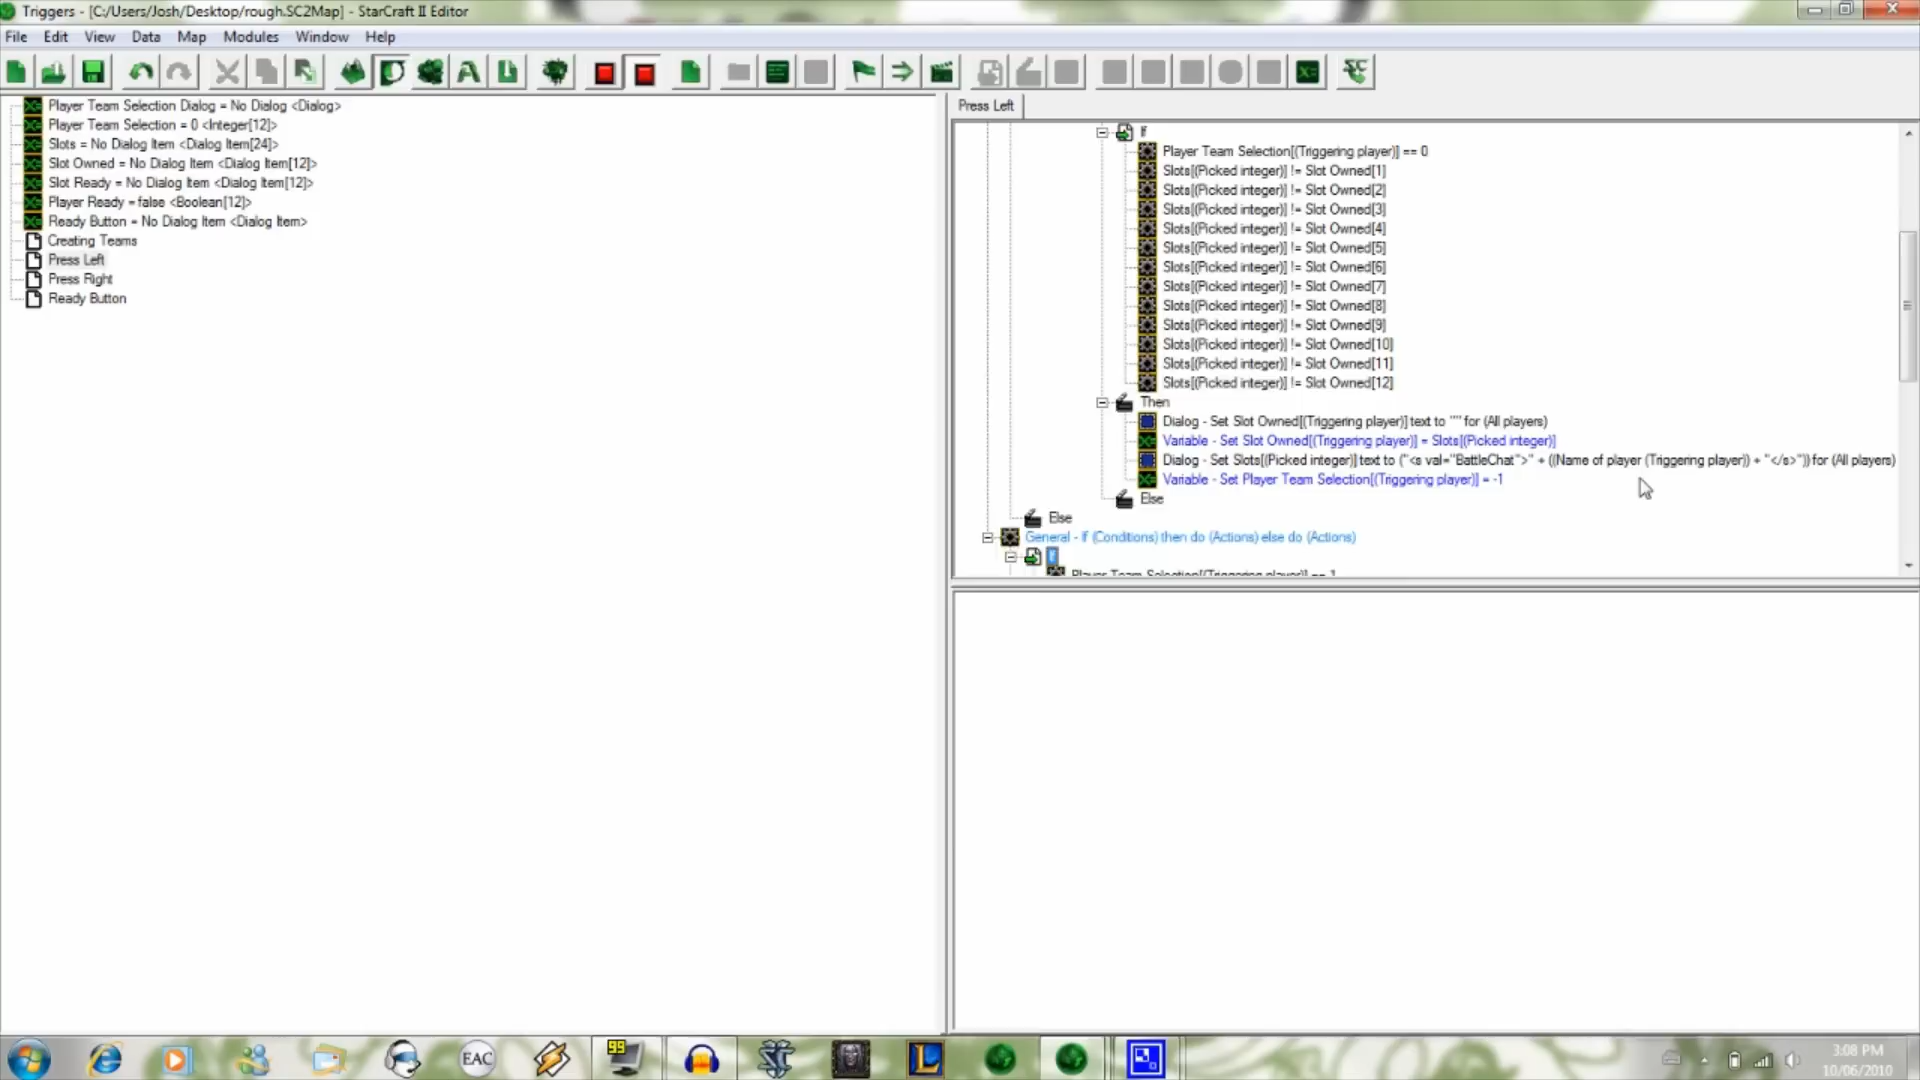 Triggers - [C:/Users/Josh/Desktop/rough.SC2Map] - StarCraft II Editor
File Edit View Data Map Modules Window Help
Player Team Selection Dialog = No Dialog <Dialog>
Player Team Selection = 0 <Integer[12]>
Slots = No Dialog Item <Dialog Item[24]>
Slot Owned = No Dialog Item <Dialog Item[12]>
Slot Ready = No Dialog Item <Dialog Item[12]>
Player Ready = false <Boolean[12]>
Ready Button = No Dialog Item <Dialog Item>
Creating Teams
Press Left
Press Right
Ready Button
Press Left
If
Player Team Selection[(Triggering player)] == 0
Slots[(Picked integer)] != Slot Owned[1]
Slots[(Picked integer)] != Slot Owned[2]
Slots[(Picked integer)] != Slot Owned[3]
Slots[(Picked integer)] != Slot Owned[4]
Slots[(Picked integer)] != Slot Owned[5]
Slots[(Picked integer)] != Slot Owned[6]
Slots[(Picked integer)] != Slot Owned[7]
Slots[(Picked integer)] != Slot Owned[8]
Slots[(Picked integer)] != Slot Owned[9]
Slots[(Picked integer)] != Slot Owned[10]
Slots[(Picked integer)] != Slot Owned[11]
Slots[(Picked integer)] != Slot Owned[12]
Then
Dialog - Set Slot Owned[(Triggering player)] text to "" for (All players)
Variable - Set Slot Owned[(Triggering player)] = Slots[(Picked integer)]
Dialog - Set Slots[(Picked integer)] text to ("<s val="BattleChat">" + ((Name of player (Triggering player)) + "</s>")) for (All players)
Variable - Set Player Team Selection[(Triggering player)] = -1
Else
Else
General - If (Conditions) then do (Actions) else do (Actions)
If
Player Team Selection[(Triggering player)] == 1
EAC
99
L
3:08 PM
10/06/2010